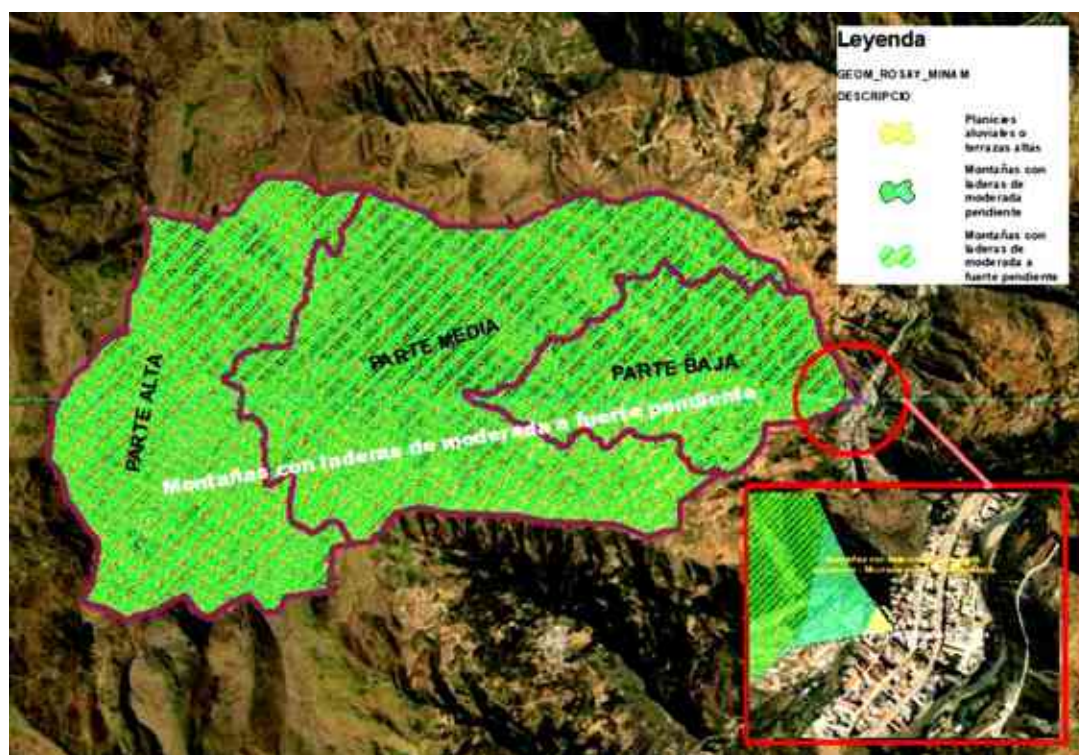 Leyenda
GEOM_ROSAY_MINAM
DESCRIPCIO
Planicies
aluviales o
terrazas altas
Montañas con
laderas de
moderada
pendiente
Montañas con
laderas de
moderada a
fuerte pendiente
PARTE ALTA
PARTE MEDIA
PARTE BAJA
Montañas con laderas de moderada a fuerte pendiente